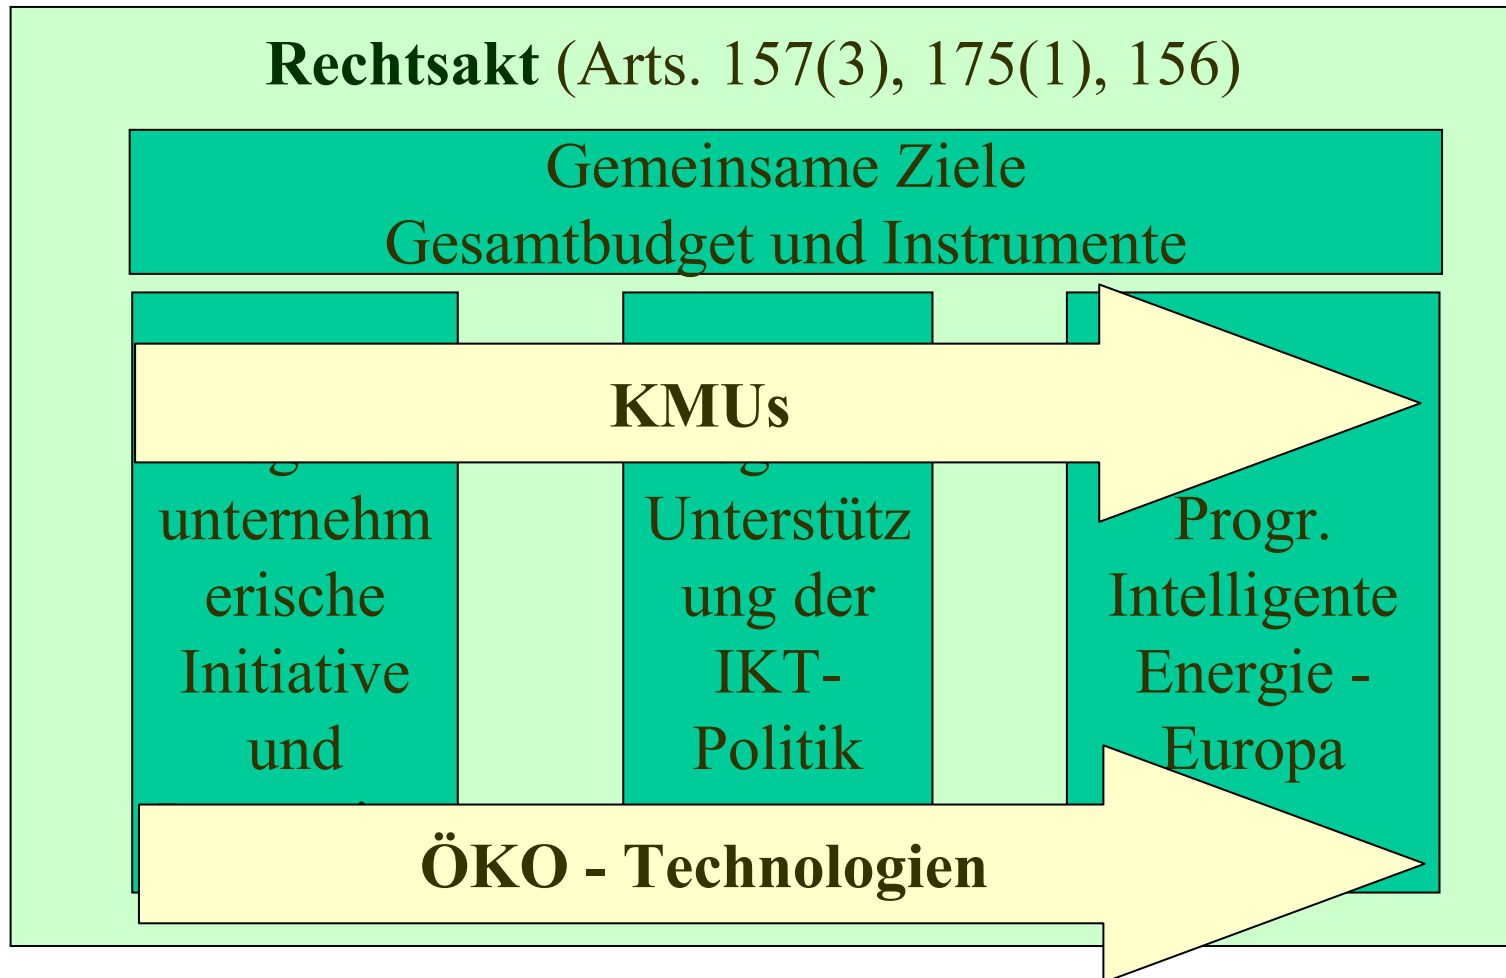 Rechtsakt (Arts. 157(3), 175(1), 156)
Gemeinsame Ziele
Gesamtbudget und Instrumente
KMUs
unternehm
erische
Initiative
und
Unterstütz
ung der
IKT-
Politik
Progr.
Intelligente
Energie -
Europa
ÖKO - Technologien